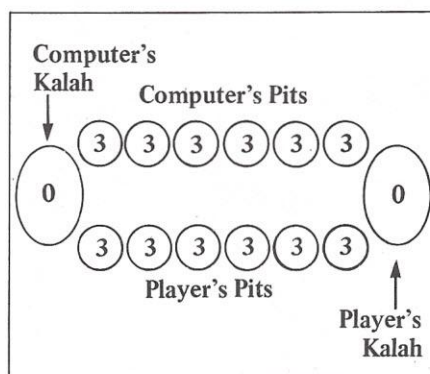 Computer's
Kalah
Computer's Pits
3 3 3 3 3 3
0 0
3 3 3 3 3 3
Player's Pits
Player's
Kalah